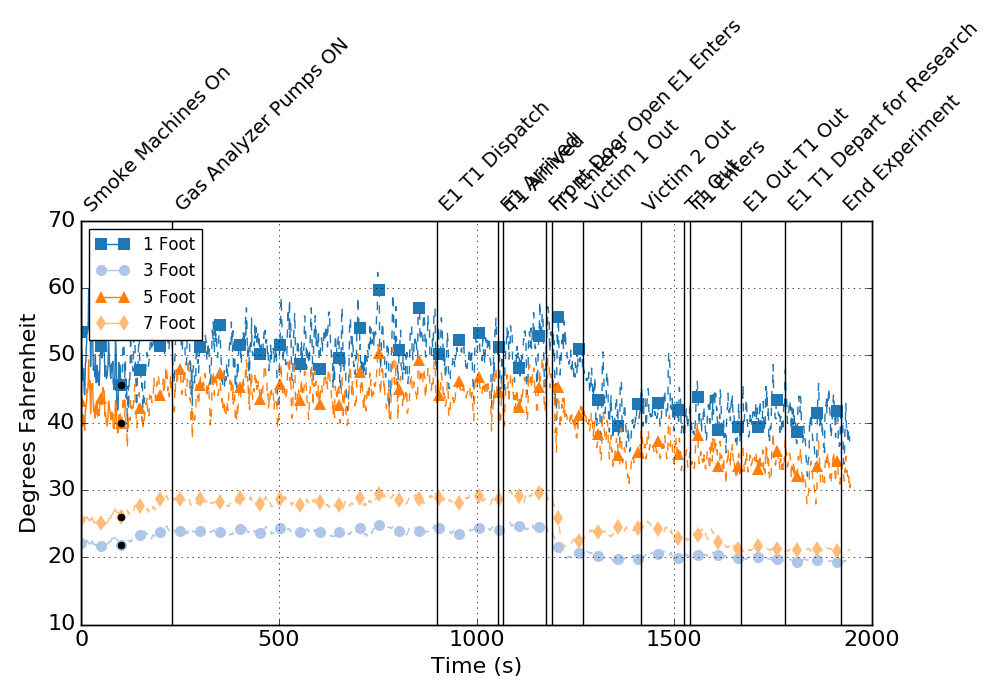 Smoke Machines On
Gas Analyzer Pumps ON
E1 T1 Dispatch
E1 Arrived
T1 Arrived
Front Door Open E1 Enters
T1 Enters
Victim 1 Out
Victim 2 Out
T1 Out
T1 Enters
E1 Out T1 Out
E1 T1 Depart for Research
End Experiment
70
60
50
40
30
20
10
Degrees Fahrenheit
1 Foot
3 Foot
5 Foot
7 Foot
0
500
1000
1500
2000
Time (s)